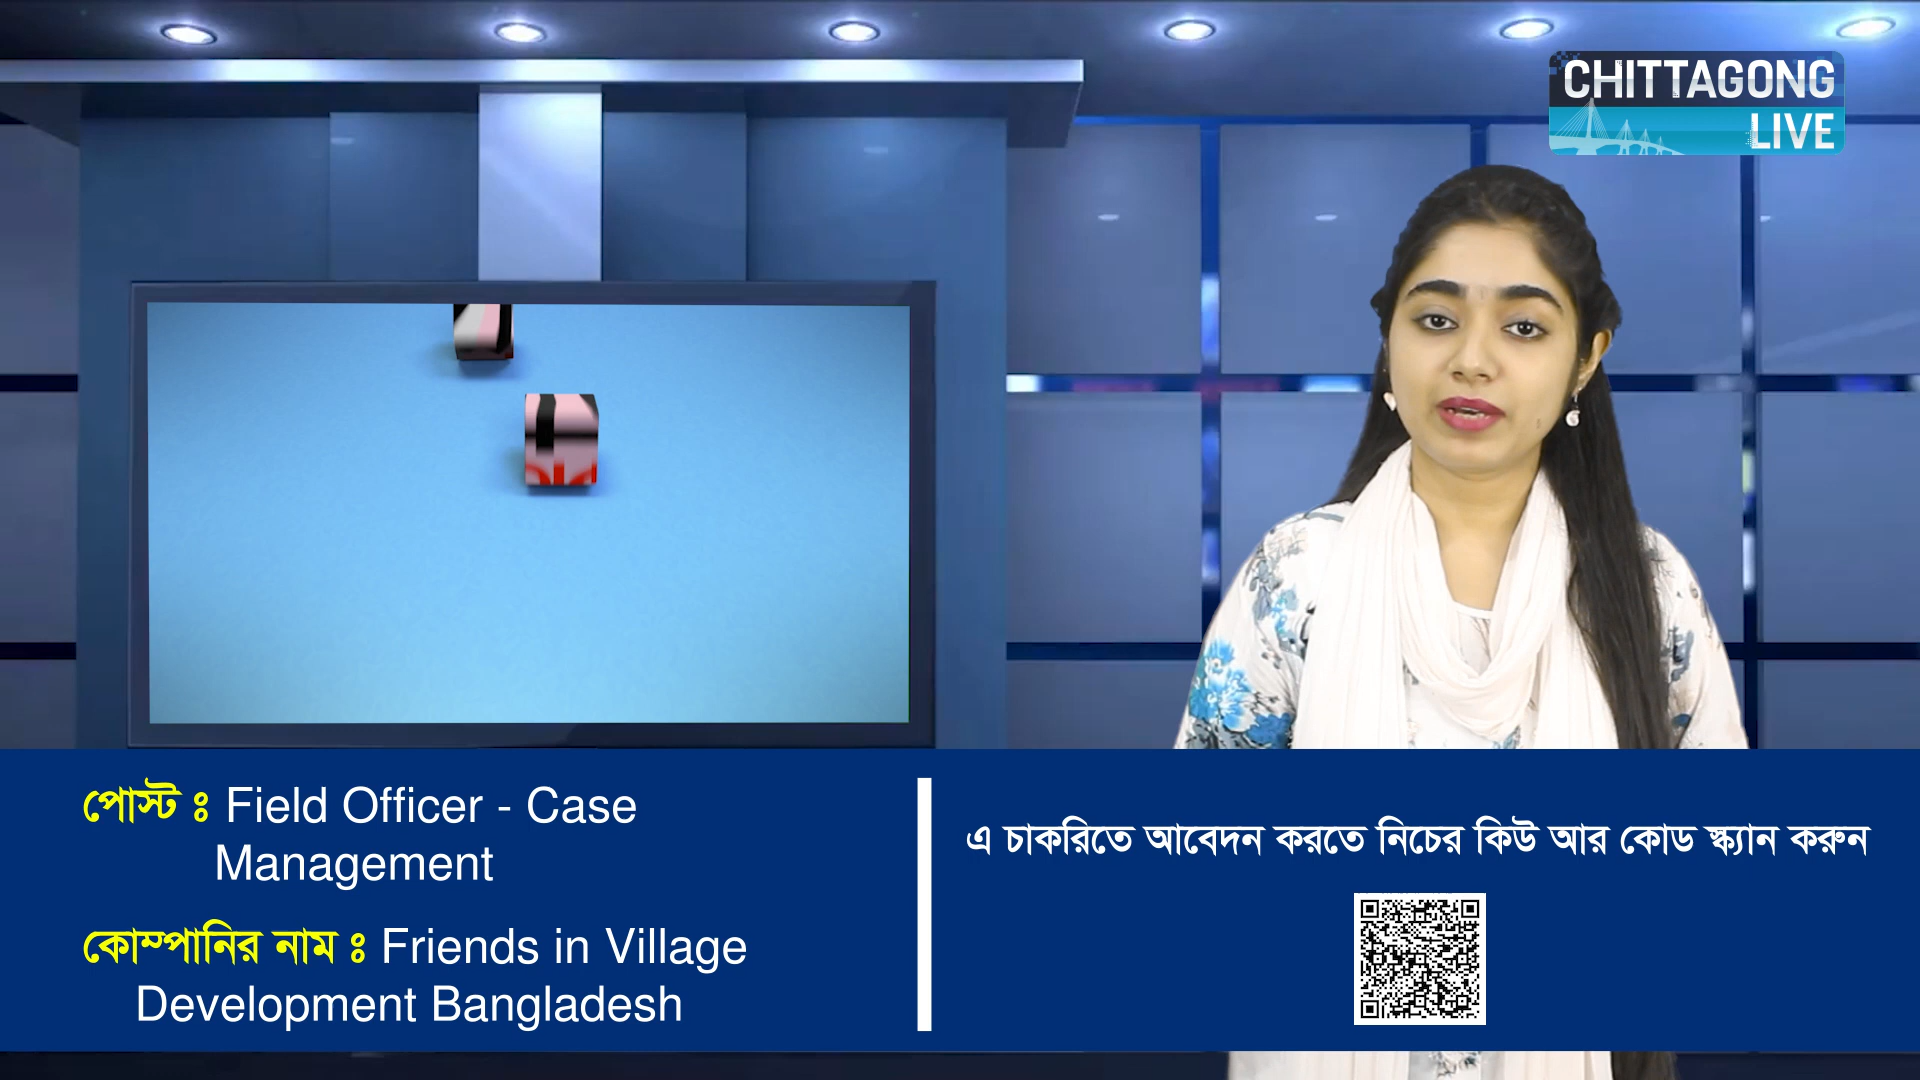 CHITTAGONG
LIVE
পোস্ট ঃ Field Officer - Case
Management
কোম্পানির নাম ঃ Friends in Village
Development Bangladesh
এ চাকরিতে আবেদন করতে নিচের কিউ আর কোড স্ক্যান করুন